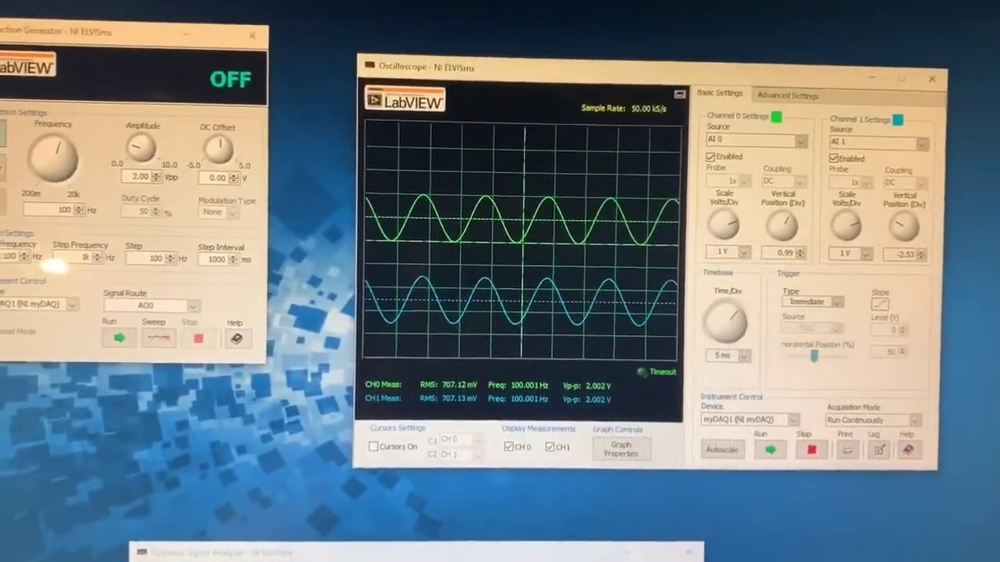 ction Generator - NI ELVISmx
abVIEW
OFF
Settings
Frequency
Amplitude
DC Offset
200m 20k
0.0 10.0
-5.0 5.0
100 Hz
2.00 Vpp
0.00 V
Duty Cycle
50 %
Modulation Type
None
Settings
Frequency
100 Hz
Stop Frequency
1k Hz
Step
100 Hz
Step Interval
1000 ms
ment Control
AQ1 (NI myDAQ)
Signal Route
AO0
ual Mode
Run Sweep Stop Help
Oscilloscope - NI ELVISmx
LabVIEW
Sample Rate: 50.00 kS/s
Timeout
CH0 Meas: RMS: 707.12 mV Freq: 100.001 Hz Vp-p: 2.002 V
CH1 Meas: RMS: 707.13 mV Freq: 100.001 Hz Vp-p: 2.002 V
Cursors Settings
Cursors On
C1 CH 0
C2 CH 1
Display Measurements
CH 0 CH1
Graph Controls
Graph
Properties
Basic Settings Advanced Settings
Channel 0 Settings
Source
AI 0
Enabled
Probe
1x
Coupling
DC
Scale
Volts/Div
Vertical
Position (Div)
1 V
0.99
Channel 1 Settings
Source
AI 1
Enabled
Probe
1x
Coupling
DC
Scale
Volts/Div
Vertical
Position (Div)
1 V
-2.53
Timebase
Time/Div
5 ms
Trigger
Type
Immediate
Slope
Source
Level (V)
0
Horizontal Position (%)
50
Instrument Control
Device
myDAQ1 (NI myDAQ)
Acquisition Mode
Run Continuously
Autoscale
Run Stop Print Log Help
Dynamic Signal Analyzer - NI ELVISmx